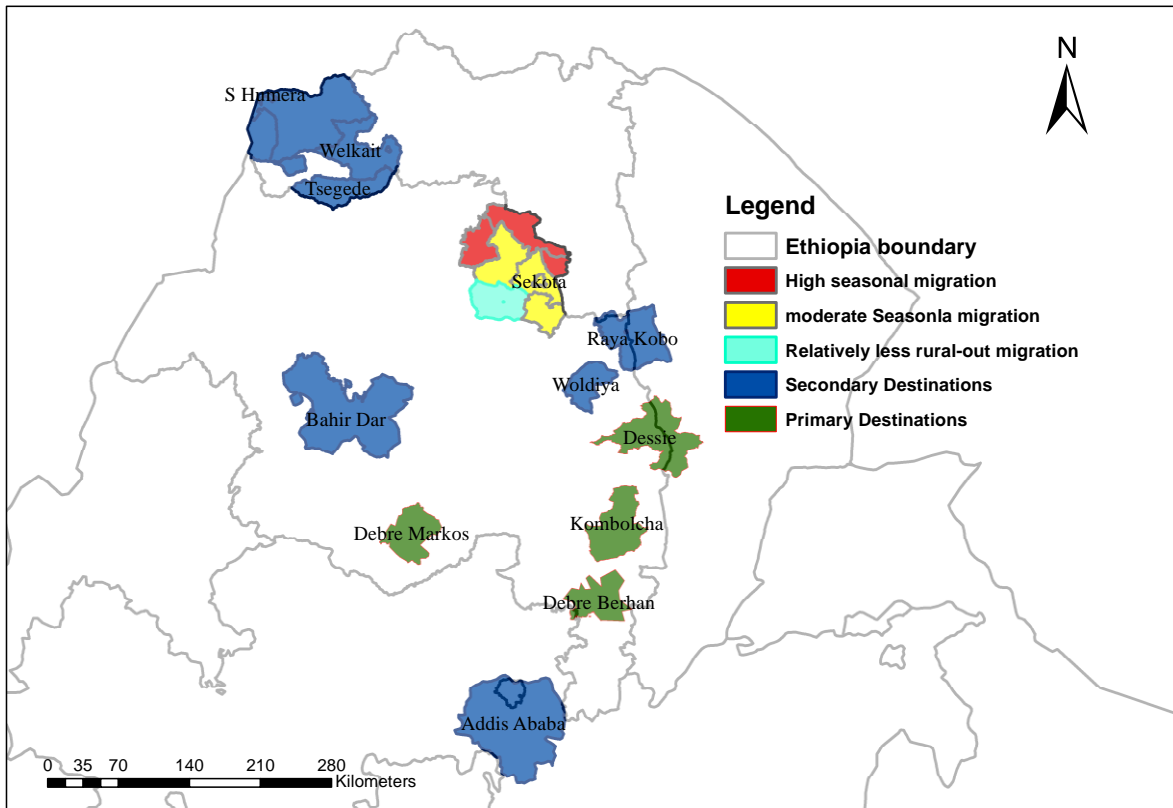 N
S Humera
Welkait
Tsegede
Sekota
Raya Kobo
Woldiya
Bahir Dar
Dessie
Debre Markos
Kombolcha
Debre Berhan
Addis Ababa
Legend
Ethiopia boundary
High seasonal migration
moderate Seasonla migration
Relatively less rural-out migration
Secondary Destinations
Primary Destinations
0 35 70 140 210 280
Kilometers